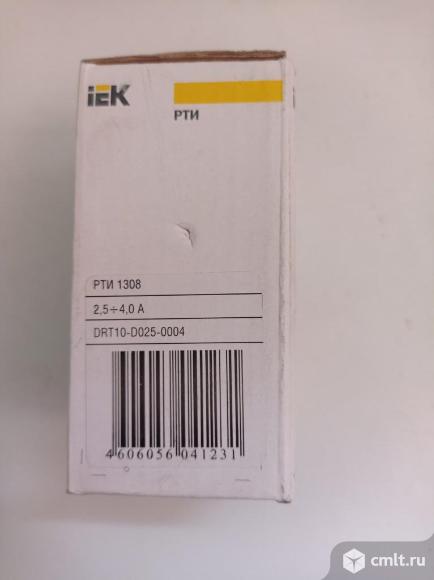 iEK
РТИ
РТИ 1308
2,5÷4,0 А
DRT10-D025-0004
4 606056 041231
cmlt.ru